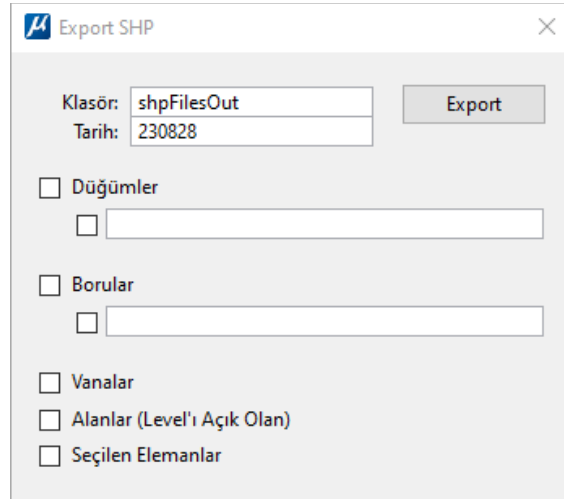 Export SHP
Klasör: shpFilesOut Export
Tarih: 230828
Düğümler
Borular
Vanalar
Alanlar (Level'ı Açık Olan)
Seçilen Elemanlar